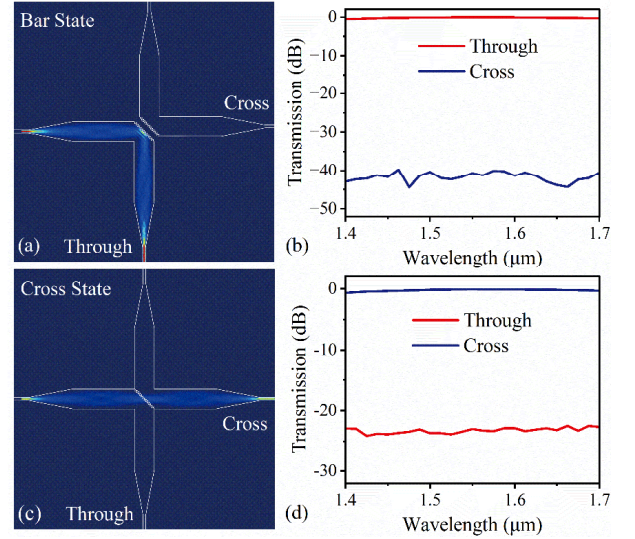 Bar State
Cross
Through
(a)
0
−10
−20
−30
−40
−50
Transmission (dB)
Through
Cross
1.4
1.5
1.6
1.7
Wavelength (μm)
(b)
Cross State
Cross
Through
(c)
0
-10
-20
-30
Transmission (dB)
Through
Cross
1.4
1.5
1.6
1.7
Wavelength (μm)
(d)